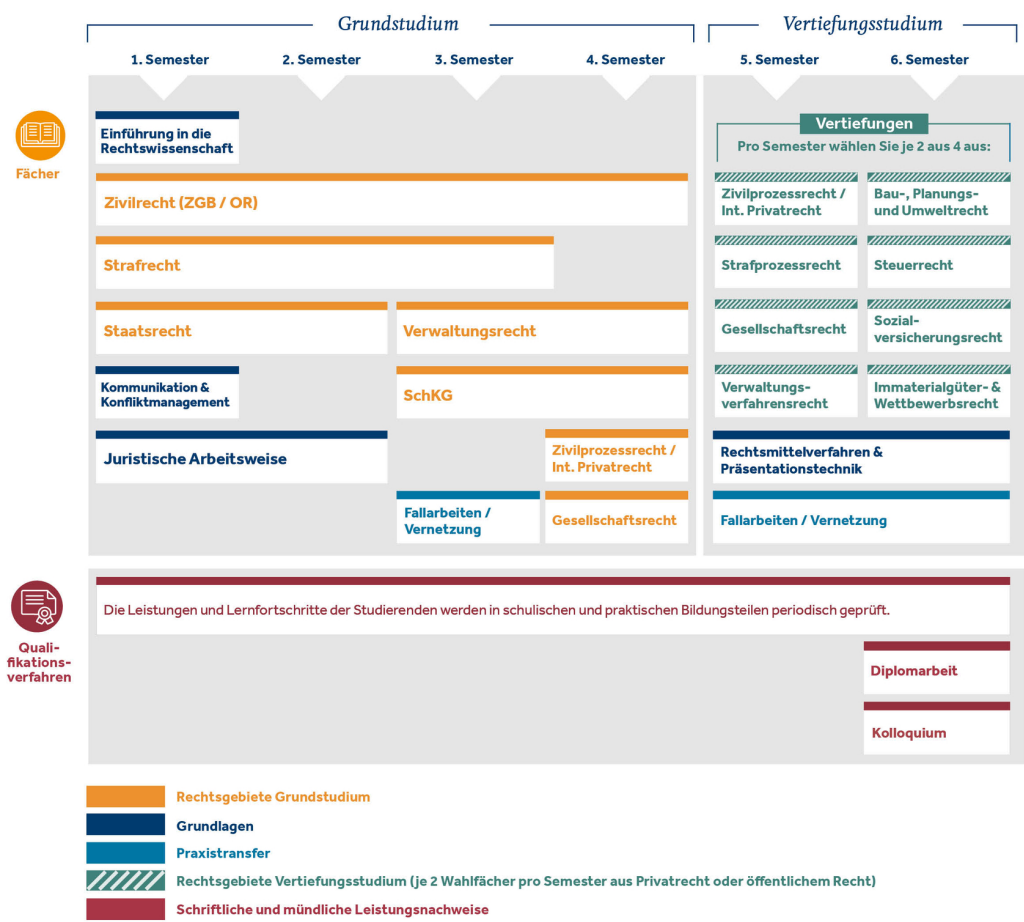 Grundstudium
Vertiefungsstudium
1. Semester
2. Semester
3. Semester
4. Semester
5. Semester
6. Semester
Fächer
Einführung in die
Rechtswissenschaft
Zivilrecht (ZGB / OR)
Strafrecht
Staatsrecht
Verwaltungsrecht
Kommunikation &
Konfliktmanagement
SchKG
Juristische Arbeitsweise
Zivilprozessrecht /
Int. Privatrecht
Fallarbeiten /
Vernetzung
Gesellschaftsrecht
Vertiefungen
Pro Semester wählen Sie je 2 aus 4 aus:
Zivilprozessrecht /
Int. Privatrecht
Bau-, Planungs-
und Umweltrecht
Strafprozessrecht
Steuerrecht
Gesellschaftsrecht
Sozial-
versicherungsrecht
Verwaltungs-
verfahrensrecht
Immaterialgüter- &
Wettbewerbsrecht
Rechtsmittelverfahren &
Präsentationstechnik
Fallarbeiten / Vernetzung
Quali-
fikations-
verfahren
Die Leistungen und Lernfortschritte der Studierenden werden in schulischen und praktischen Bildungsteilen periodisch geprüft.
Diplomarbeit
Kolloquium
Rechtsgebiete Grundstudium
Grundlagen
Praxistransfer
Rechtsgebiete Vertiefungsstudium (je 2 Wahlfächer pro Semester aus Privatrecht oder öffentlichem Recht)
Schriftliche und mündliche Leistungsnachweise